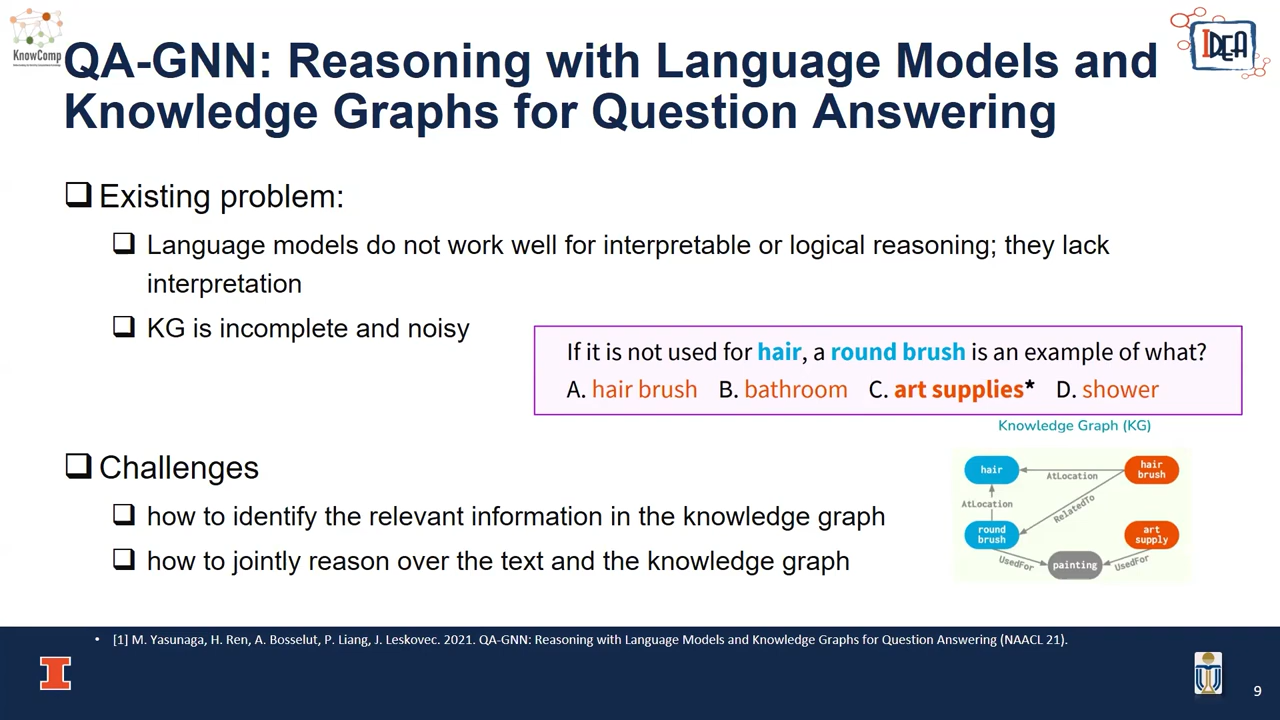 KnowComp
IDEA
QA-GNN: Reasoning with Language Models and
Knowledge Graphs for Question Answering
Existing problem:
Language models do not work well for interpretable or logical reasoning; they lack
interpretation
KG is incomplete and noisy
If it is not used for hair, a round brush is an example of what?
A. hair brush B. bathroom C. art supplies* D. shower
Knowledge Graph (KG)
hair
AtLocation
hair
brush
AtLocation
RelatedTo
round
brush
art
supply
UsedFor
painting
UsedFor
Challenges
how to identify the relevant information in the knowledge graph
how to jointly reason over the text and the knowledge graph
• [1] M. Yasunaga, H. Ren, A. Bosselut, P. Liang, J. Leskovec. 2021. QA-GNN: Reasoning with Language Models and Knowledge Graphs for Question Answering (NAACL 21).
I
9